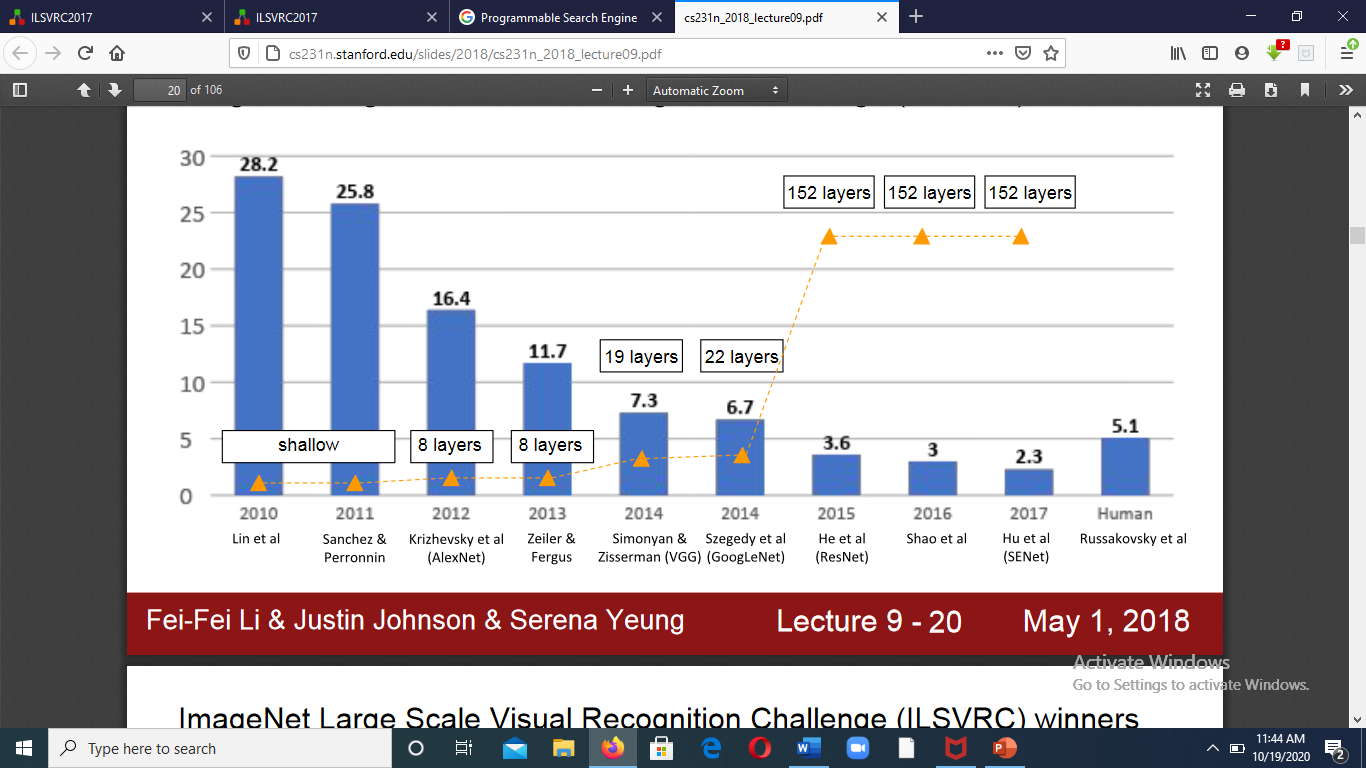 ILSVRC2017 ILSVRC2017 Programmable Search Engine cs231n_2018_lecture09.pdf
cs231n.stanford.edu/slides/2018/cs231n_2018_lecture09.pdf
20 of 106 Automatic Zoom
30
28.2
25.8
152 layers 152 layers 152 layers
25
20
16.4
15
11.7
19 layers 22 layers
10
7.3
6.7
5.1
5
shallow 8 layers 8 layers
3.6
3
2.3
0
2010 2011 2012 2013 2014 2014 2015 2016 2017 Human
Lin et al Sanchez & Krizhevsky et al Zeiler & Simonyan & Szegedy et al He et al Shao et al Hu et al Russakovsky et al
Perronnin (AlexNet) Fergus Zisserman (VGG) (GoogLeNet) (ResNet) (SENet)
Fei-Fei Li & Justin Johnson & Serena Yeung Lecture 9 - 20 May 1, 2018
Activate Windows
Go to Settings to activate Windows.
ImageNet Large Scale Visual Recognition Challenge (ILSVRC) winners
Type here to search
11:44 AM
10/19/2020
2